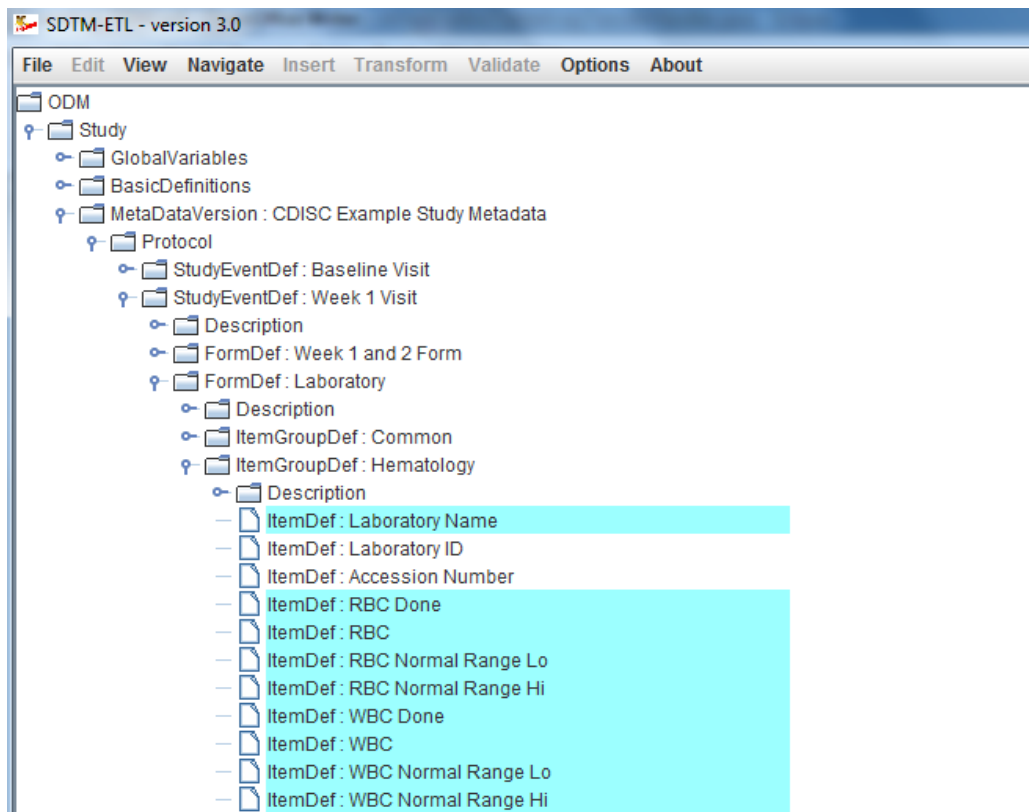 SDTM-ETL - version 3.0
File Edit View Navigate Insert Transform Validate Options About
ODM
Study
GlobalVariables
BasicDefinitions
MetaDataVersion : CDISC Example Study Metadata
Protocol
StudyEventDef : Baseline Visit
StudyEventDef : Week 1 Visit
Description
FormDef : Week 1 and 2 Form
FormDef : Laboratory
Description
ItemGroupDef : Common
ItemGroupDef : Hematology
Description
ItemDef : Laboratory Name
ItemDef : Laboratory ID
ItemDef : Accession Number
ItemDef : RBC Done
ItemDef : RBC
ItemDef : RBC Normal Range Lo
ItemDef : RBC Normal Range Hi
ItemDef : WBC Done
ItemDef : WBC
ItemDef : WBC Normal Range Lo
ItemDef : WBC Normal Range Hi